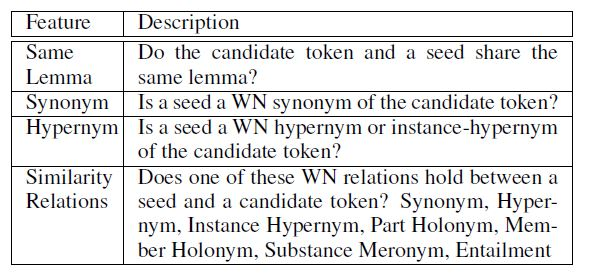 Feature Description
Same Do the candidate token and a seed share the
Lemma same lemma?
Synonym Is a seed a WN synonym of the candidate token?
Hypernym Is a seed a WN hypernym or instance-hypernym
of the candidate token?
Similarity Does one of these WN relations hold between a
Relations seed and a candidate token? Synonym, Hyper-
nym, Instance Hypernym, Part Holonym, Mem-
ber Holonym, Substance Meronym, Entailment